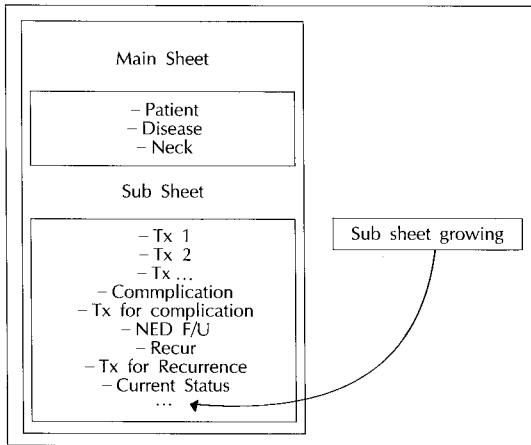 Main Sheet
– Patient
– Disease
– Neck
Sub Sheet
– Tx 1
– Tx 2
– Tx ...
– Commplication
– Tx for complication
– NED F/U
– Recur
– Tx for Recurrence
– Current Status
...
Sub sheet growing